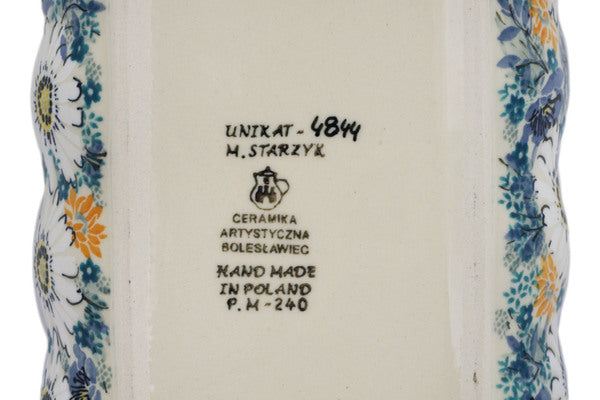 UNIKAT - 4844
M. STARZYK
CERAMIKA
ARTYSTYCZNA
BOLESŁAWIEC
HAND MADE
IN POLAND
P.M-240